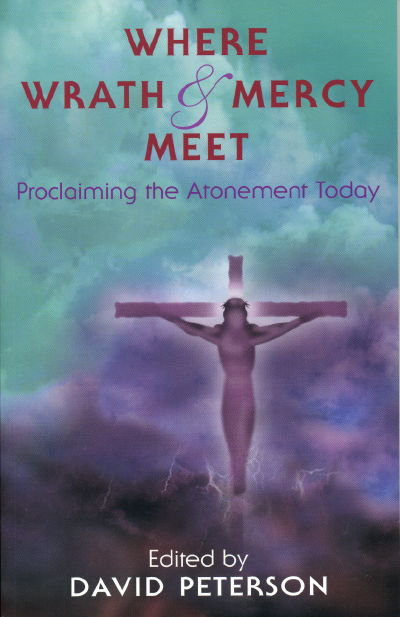 WHERE
WRATH & MERCY
MEET
Proclaiming the Atonement Today
Edited by
DAVID PETERSON